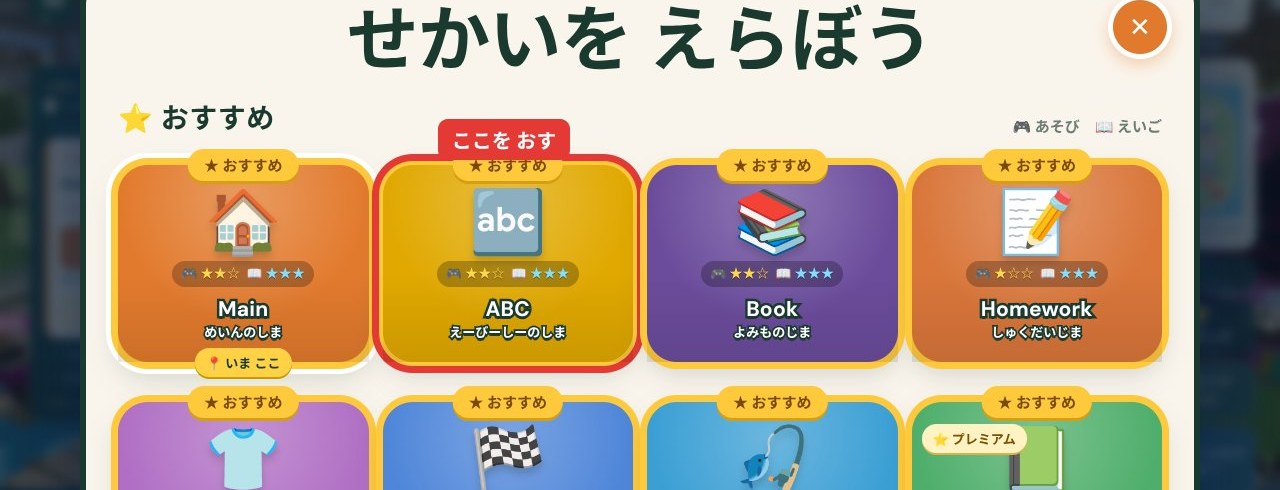 せかいを えらぼう
×
おすすめ
あそび えいご
ここを おす
★ おすすめ
★ おすすめ
★ おすすめ
★ おすすめ
abc
★★☆ ★★★
★★☆ ★★★
★★☆ ★★★
★☆☆ ★★★
Main
めいんのしま
ABC
えーびーしーのしま
Book
よみものじま
Homework
しゅくだいじま
いま ここ
★ おすすめ
★ おすすめ
★ おすすめ
★ おすすめ
プレミアム